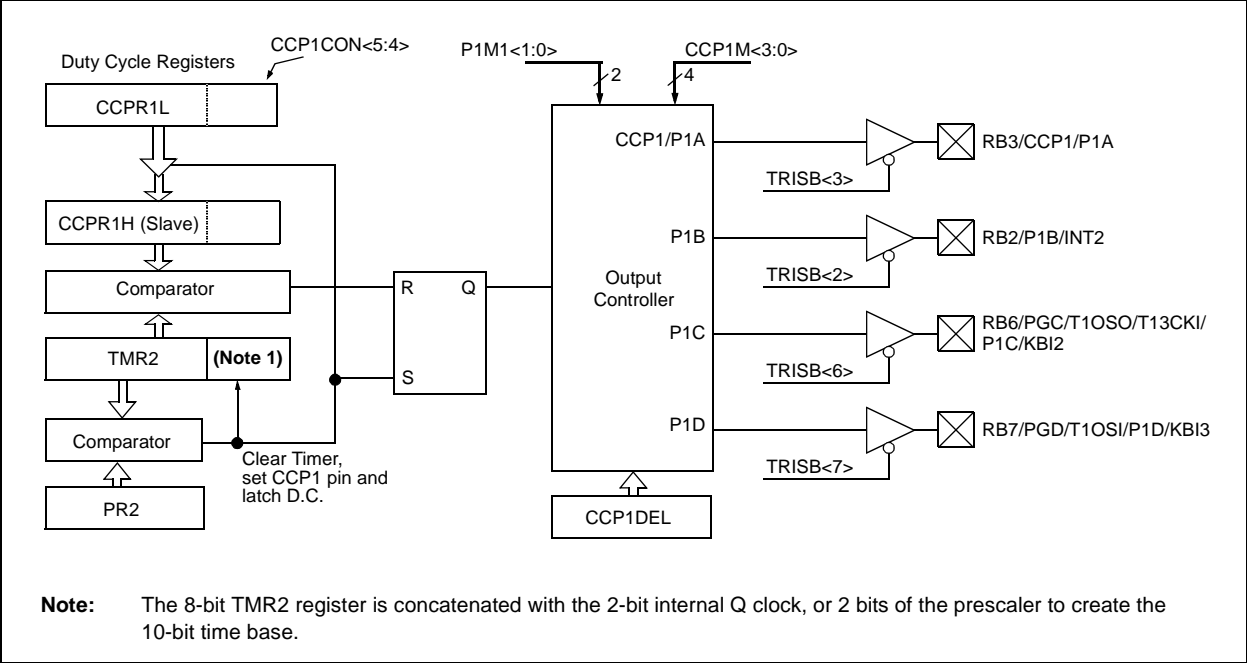 CCP1CON<5:4>
Duty Cycle Registers
CCPR1L
CCPR1H (Slave)
Comparator
TMR2
(Note 1)
Comparator
PR2
Clear Timer,
set CCP1 pin and
latch D.C.
R
Q
S
P1M1<1:0>
2
CCP1M<3:0>
4
Output
Controller
CCP1/P1A
P1B
P1C
P1D
CCP1DEL
TRISB<3>
RB3/CCP1/P1A
TRISB<2>
RB2/P1B/INT2
TRISB<6>
RB6/PGC/T1OSO/T13CKI/
P1C/KBI2
TRISB<7>
RB7/PGD/T1OSI/P1D/KBI3
Note: The 8-bit TMR2 register is concatenated with the 2-bit internal Q clock, or 2 bits of the prescaler to create the
10-bit time base.